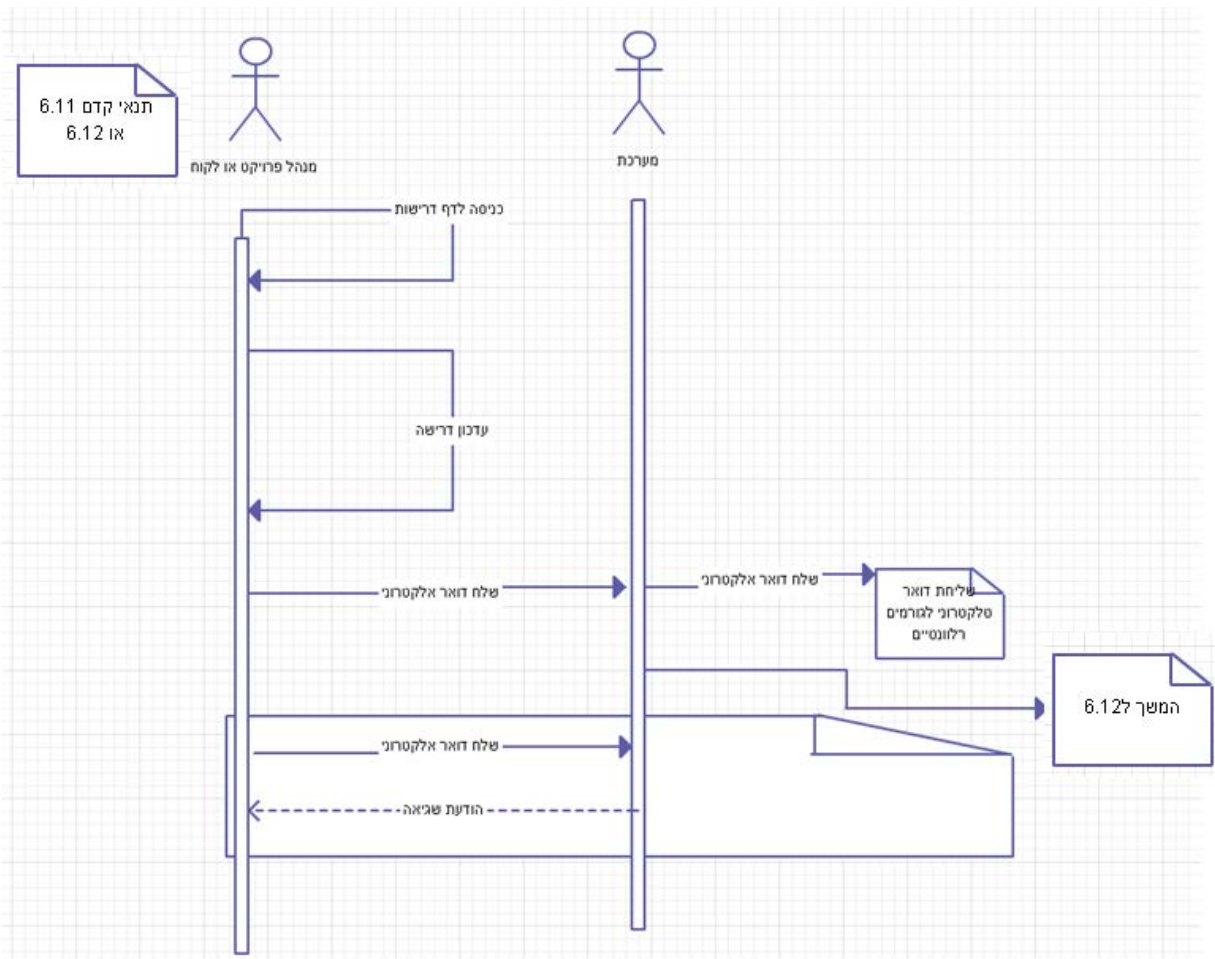 תנאי קדם 6.11
או 6.12
מנהל פרויקט או לקוח
מערכת
כניסה לדף דרישות
עדכון דרישה
שלח דואר אלקטרוני
שלח דואר אלקטרוני
שליחת דואר
טלקטרוני לגורמים
רלוונטיים
המשך ל6.12
שלח דואר אלקטרוני
הודעת שגיאה